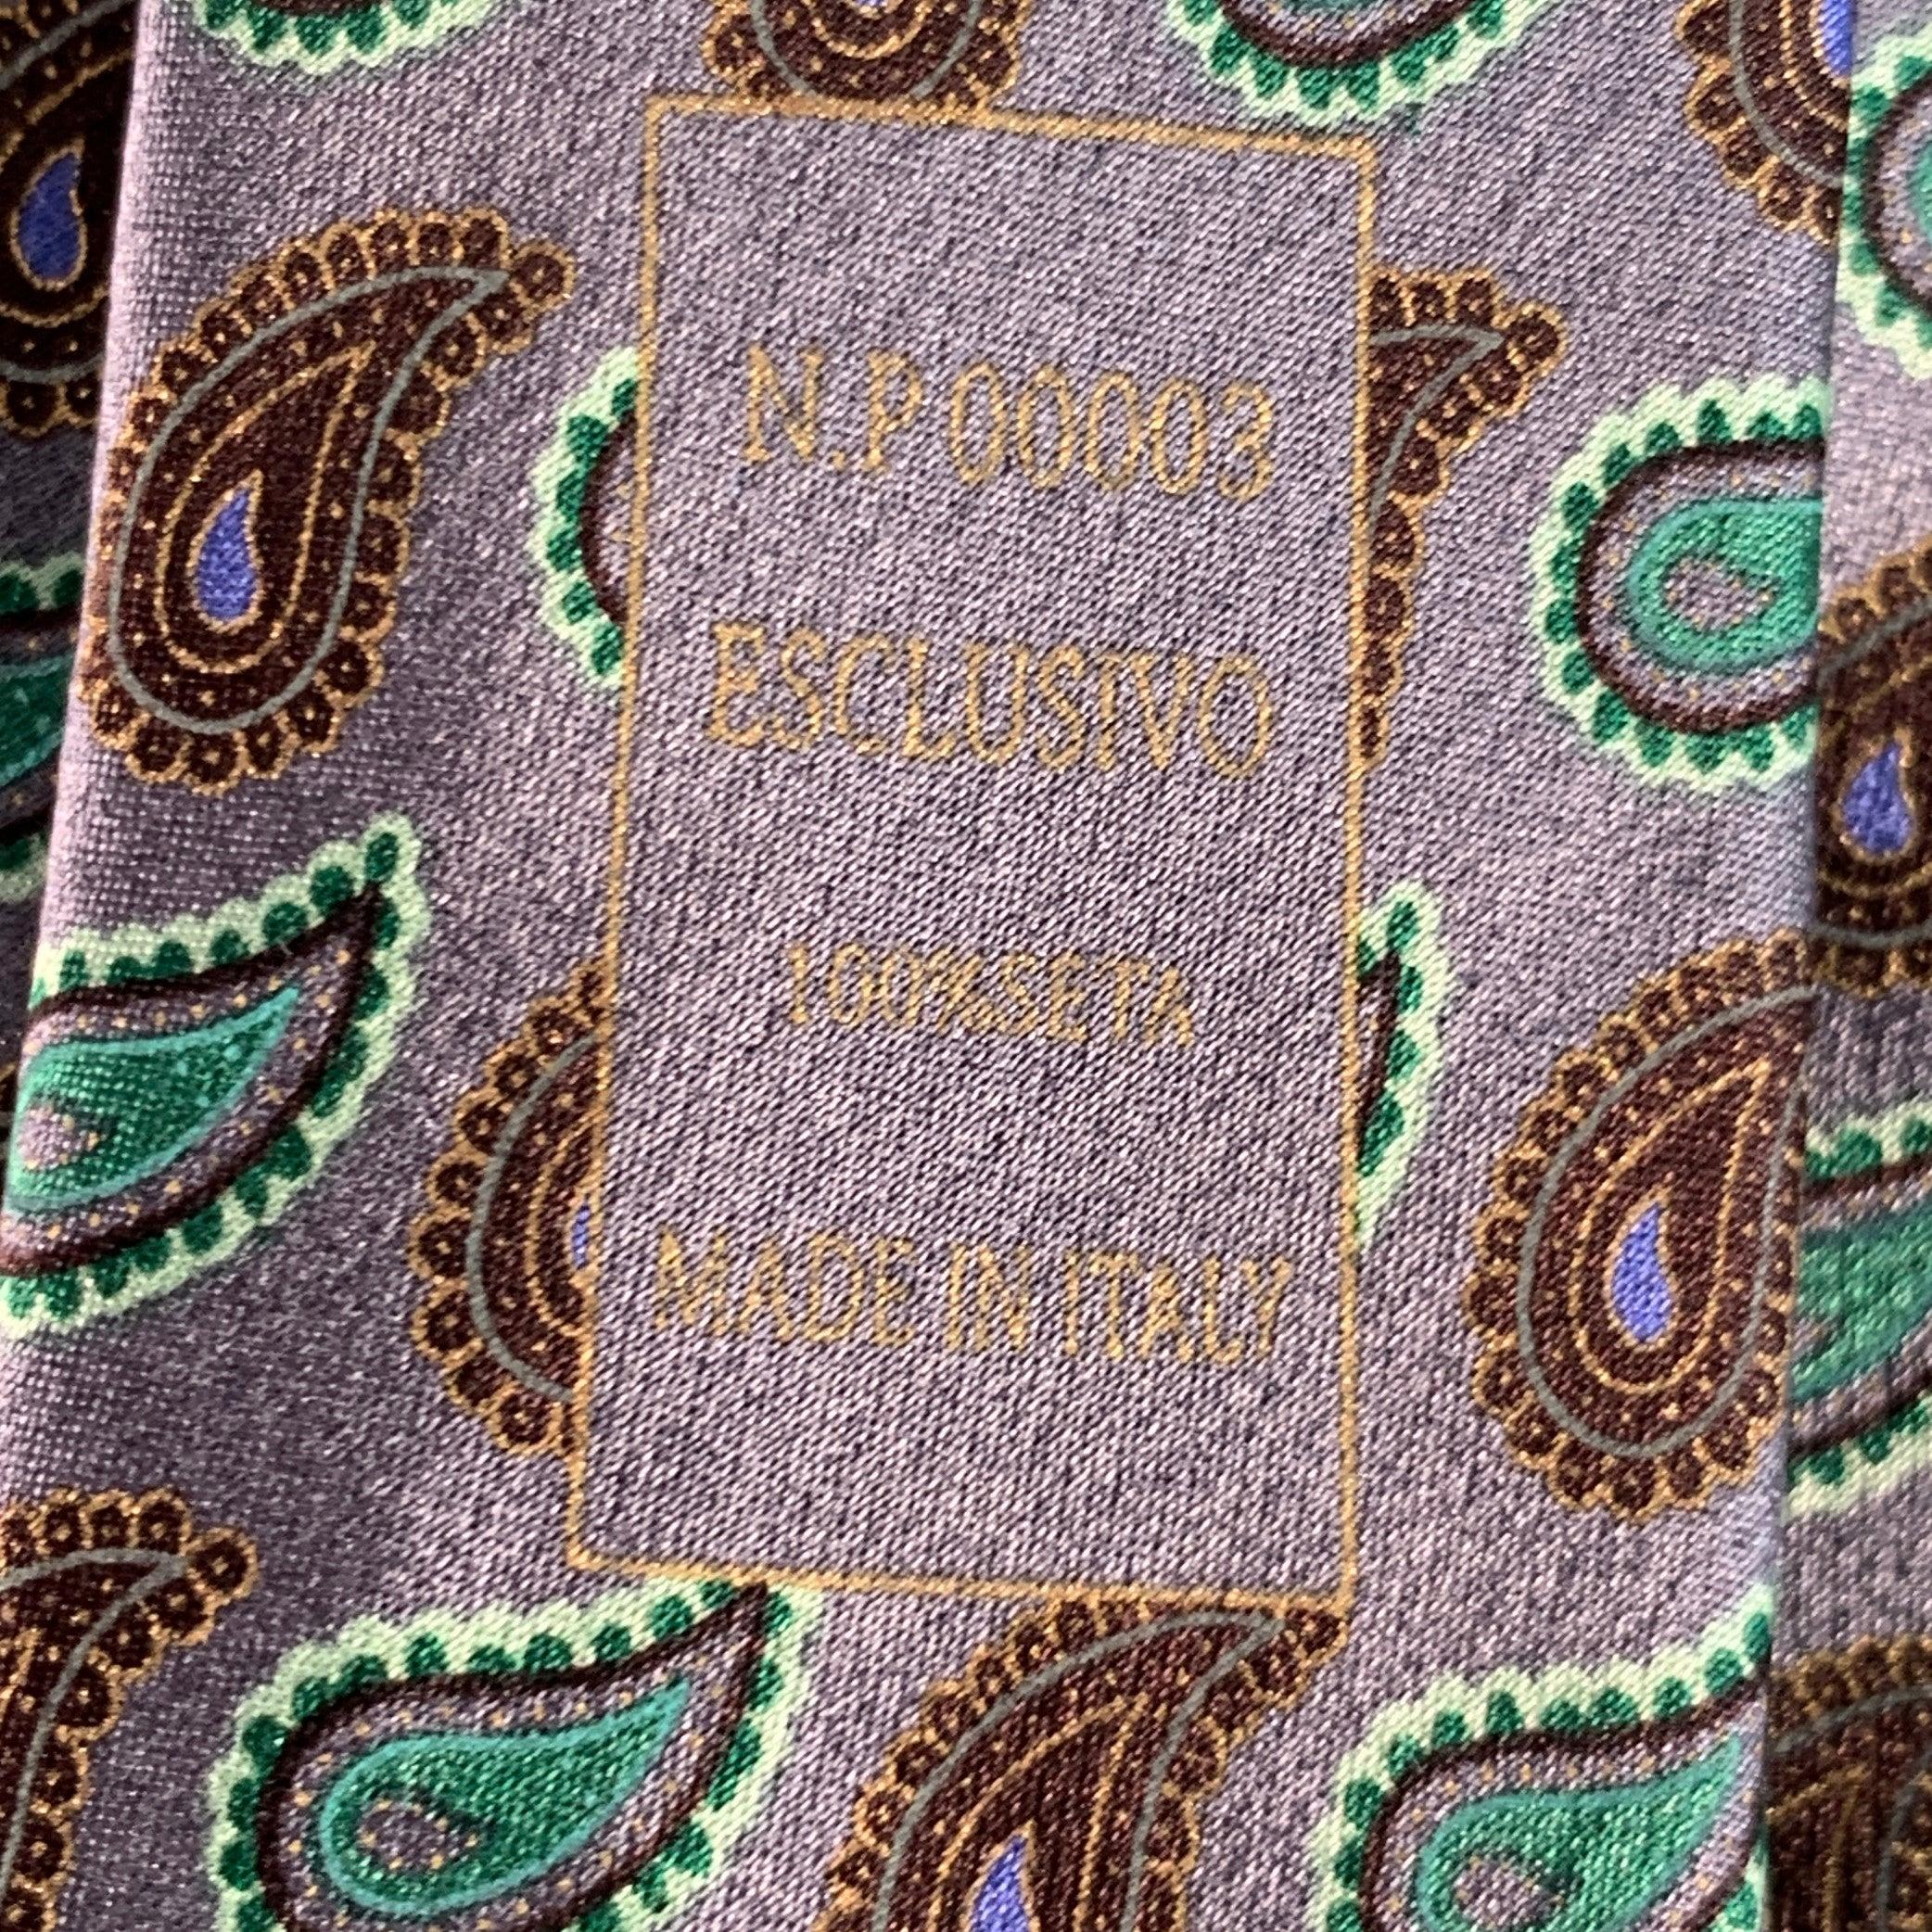 N.P 00003
ESCLUSIVO
100%SETA
MADE IN ITALY